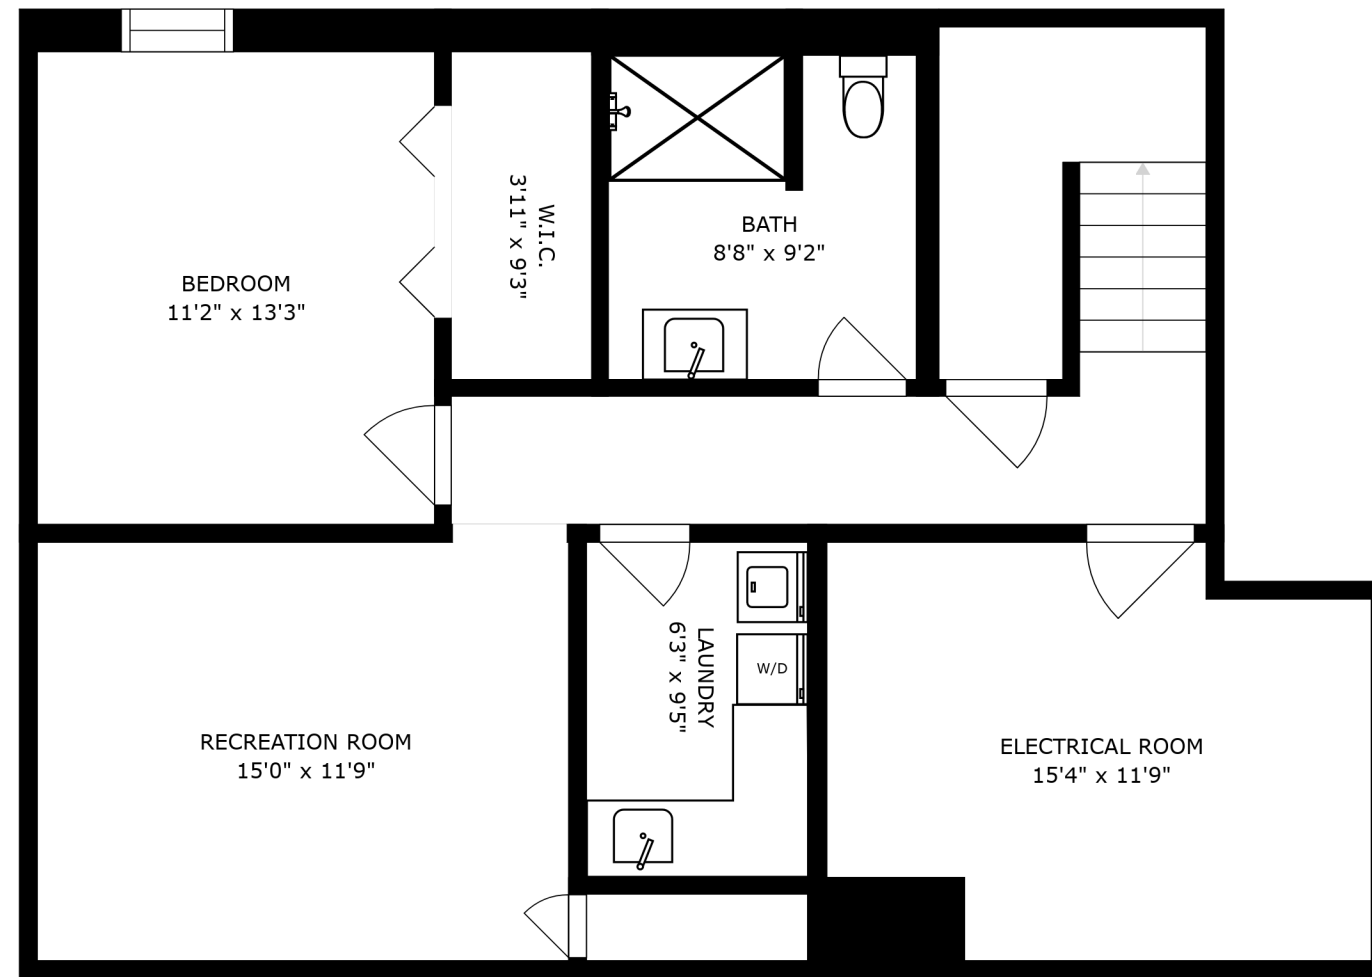 W.I.C.
3'11" x 9'3"
BATH
8'8" x 9'2"
BEDROOM
11'2" x 13'3"
LAUNDRY
6'3" x 9'5"
W/D
RECREATION ROOM
15'0" x 11'9"
ELECTRICAL ROOM
15'4" x 11'9"